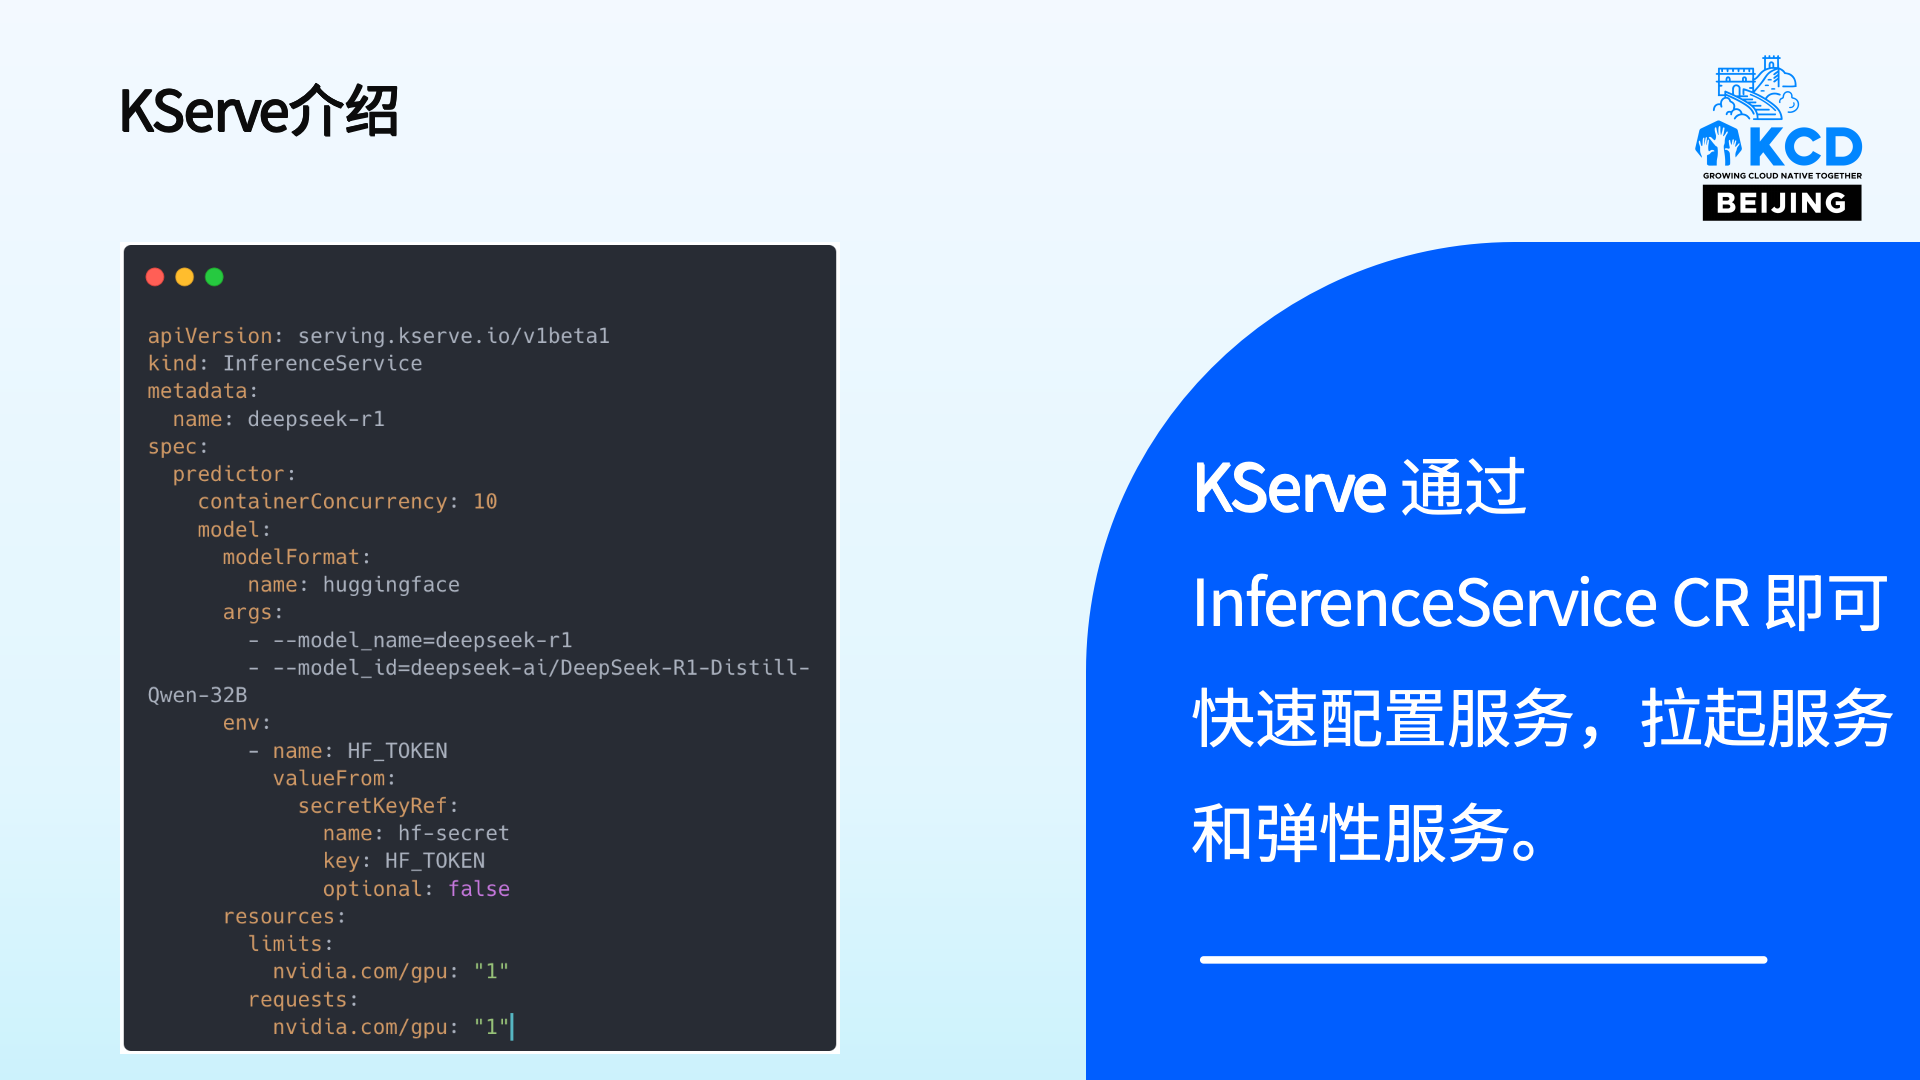 KServe介绍
KCD
GROWING CLOUD NATIVE TOGETHER
BEIJING
apiVersion: serving.kserve.io/v1beta1
kind: InferenceService
metadata:
  name: deepseek-r1
spec:
  predictor:
    containerConcurrency: 10
    model:
      modelFormat:
        name: huggingface
      args:
        - --model_name=deepseek-r1
        - --model_id=deepseek-ai/DeepSeek-R1-Distill-
Qwen-32B
      env:
        - name: HF_TOKEN
          valueFrom:
            secretKeyRef:
              name: hf-secret
              key: HF_TOKEN
              optional: false
      resources:
        limits:
          nvidia.com/gpu: "1"
        requests:
          nvidia.com/gpu: "1"
KServe 通过
InferenceService CR 即可
快速配置服务，拉起服务
和弹性服务。